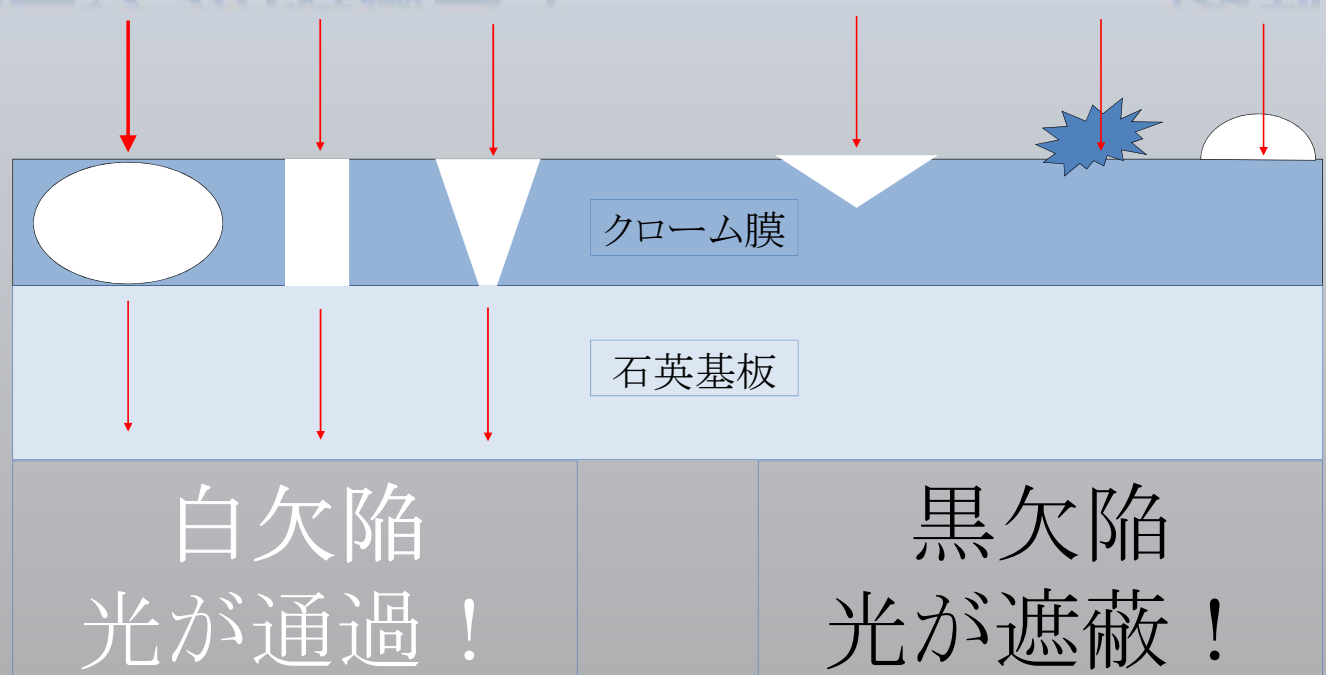 クローム膜
石英基板
白欠陥
光が通過！
黒欠陥
光が遮蔽！